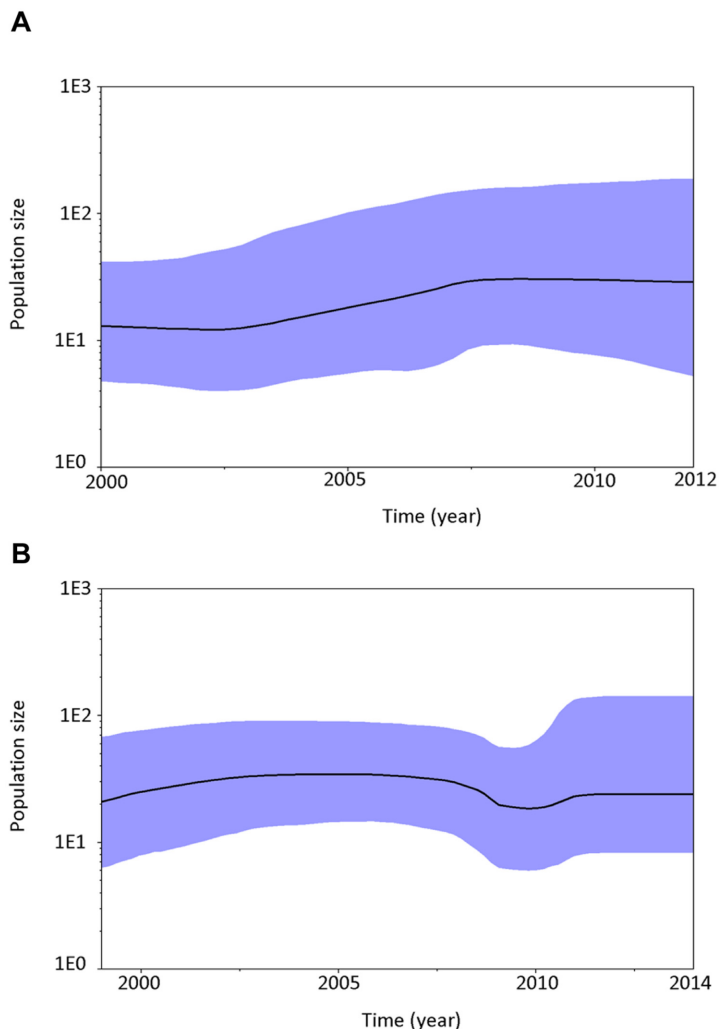 A
1E3
1E2
1E1
1E0
Population size
2000 2005 2010 2012
Time (year)
B
1E3
1E2
1E1
1E0
Population size
2000 2005 2010 2014
Time (year)